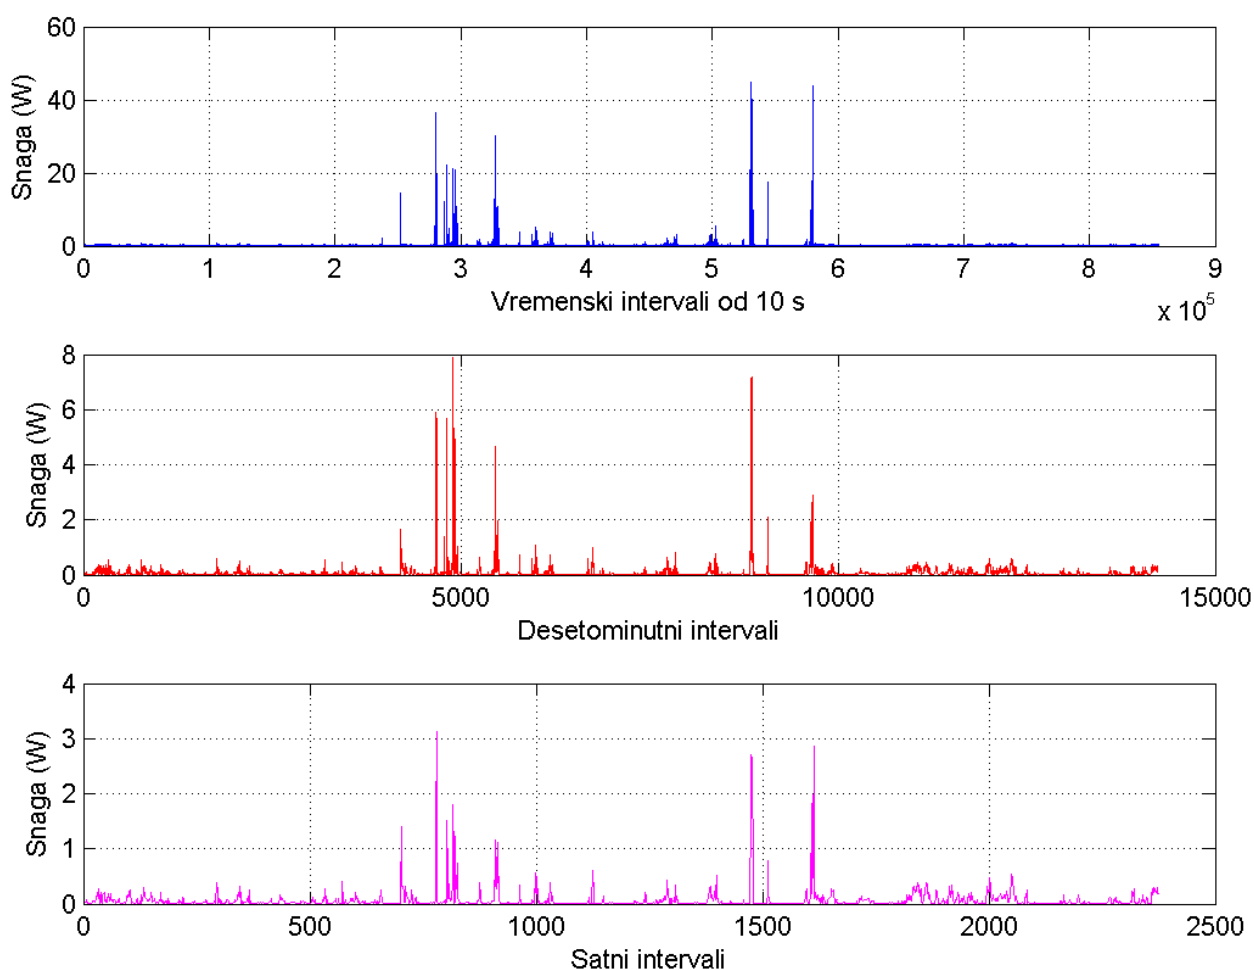 60
40
20
0
Snaga (W)
0 1 2 3 4 5 6 7 8 9
Vremenski intervali od 10 s
x 10^5
8
6
4
2
0
Snaga (W)
0 5000 10000 15000
Desetominutni intervali
4
3
2
1
0
Snaga (W)
0 500 1000 1500 2000 2500
Satni intervali